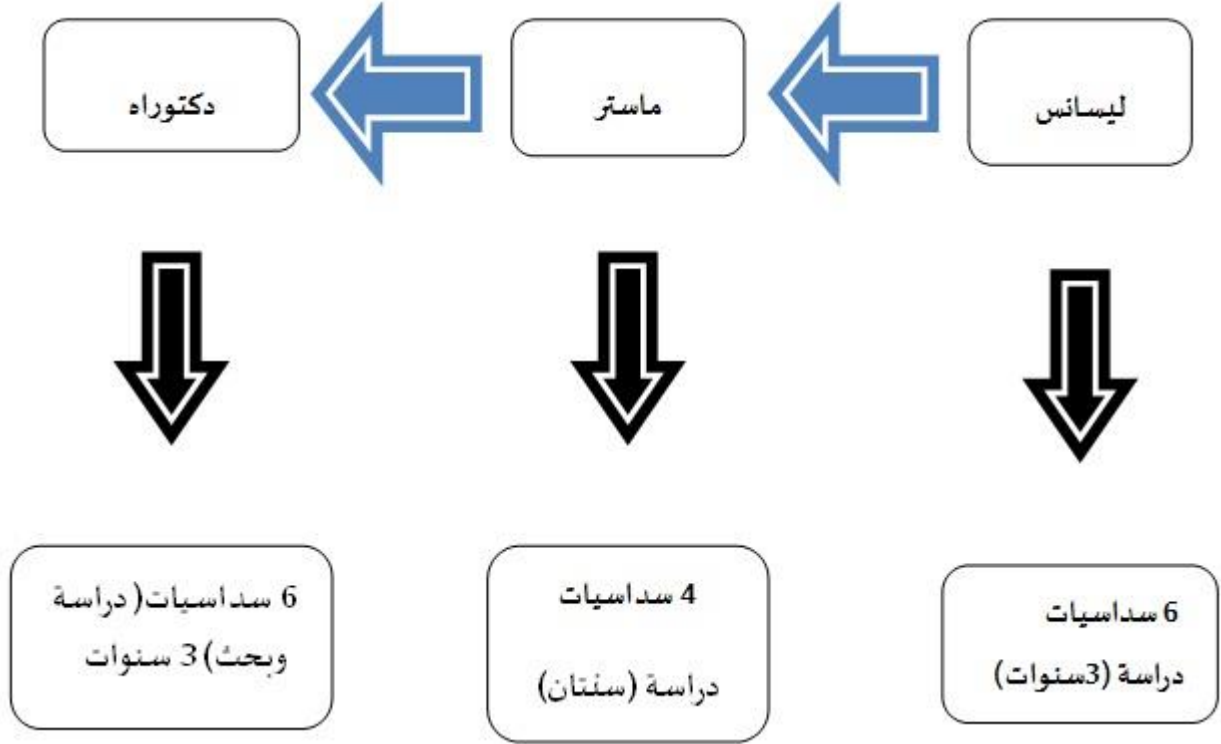 ليسانس
ماستر
دكتوراه
6 سداسيات
دراسة (3سنوات)
4 سداسيات
دراسة (سنتان)
6 سداسيات( دراسة
وبحث) 3 سنوات